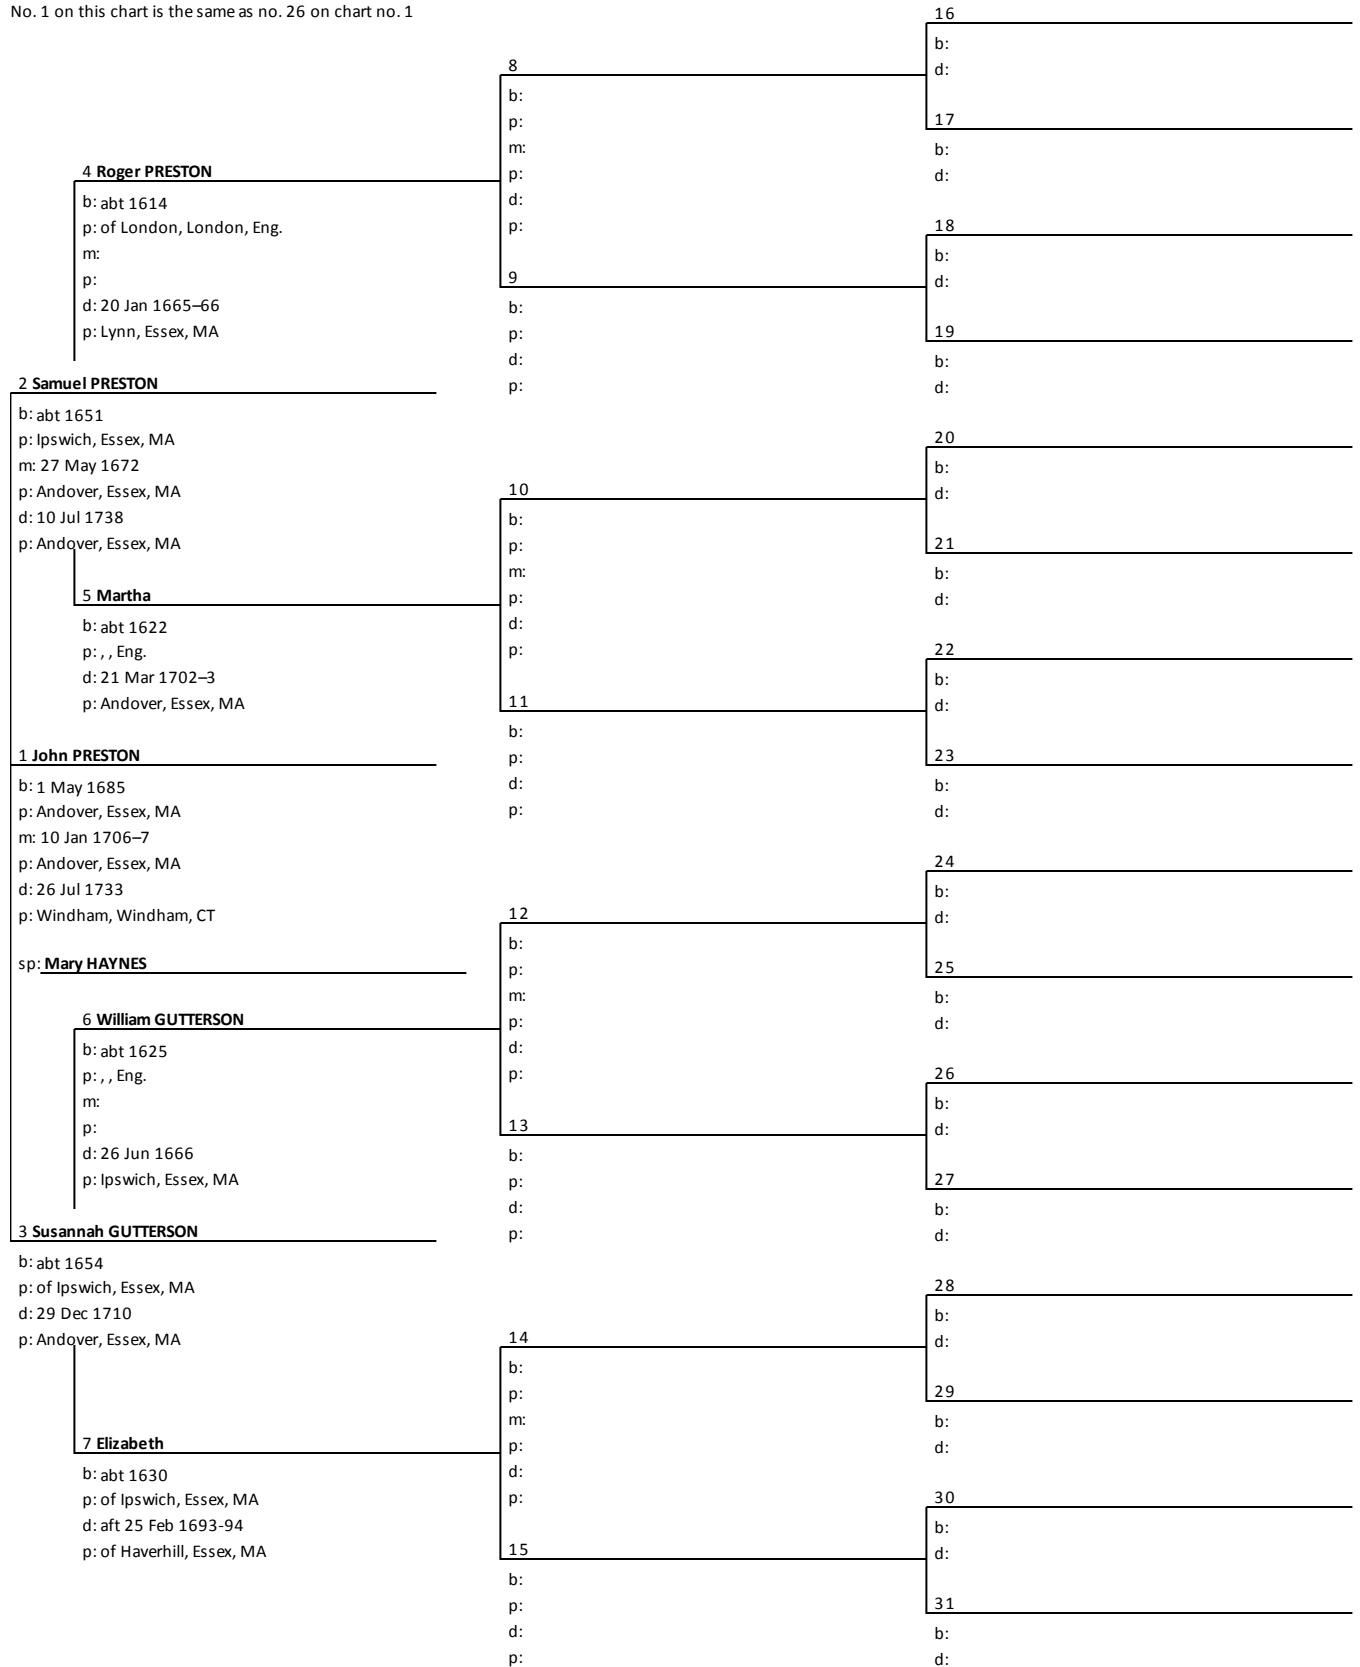 No. 1 on this chart is the same as no. 26 on chart no. 1
4 Roger PRESTON
b: abt 1614
p: of London, London, Eng.
m:
p:
d: 20 Jan 1665–66
p: Lynn, Essex, MA
2 Samuel PRESTON
b: abt 1651
p: Ipswich, Essex, MA
m: 27 May 1672
p: Andover, Essex, MA
d: 10 Jul 1738
p: Andover, Essex, MA
5 Martha
b: abt 1622
p: , , Eng.
d: 21 Mar 1702–3
p: Andover, Essex, MA
1 John PRESTON
b: 1 May 1685
p: Andover, Essex, MA
m: 10 Jan 1706–7
p: Andover, Essex, MA
d: 26 Jul 1733
p: Windham, Windham, CT
sp: Mary HAYNES
6 William GUTTERSON
b: abt 1625
p: , , Eng.
m:
p:
d: 26 Jun 1666
p: Ipswich, Essex, MA
3 Susannah GUTTERSON
b: abt 1654
p: of Ipswich, Essex, MA
d: 29 Dec 1710
p: Andover, Essex, MA
7 Elizabeth
b: abt 1630
p: of Ipswich, Essex, MA
d: aft 25 Feb 1693-94
p: of Haverhill, Essex, MA
8
b:
p:
m:
p:
d:
p:
9
b:
p:
d:
p:
10
b:
p:
m:
p:
d:
p:
11
b:
p:
d:
p:
12
b:
p:
m:
p:
d:
p:
13
b:
p:
d:
p:
14
b:
p:
m:
p:
d:
p:
15
b:
p:
d:
p:
16
b:
d:
17
b:
d:
18
b:
d:
19
b:
d:
20
b:
d:
21
b:
d:
22
b:
d:
23
b:
d:
24
b:
d:
25
b:
d:
26
b:
d:
27
b:
d:
28
b:
d:
29
b:
d:
30
b:
d:
31
b:
d: